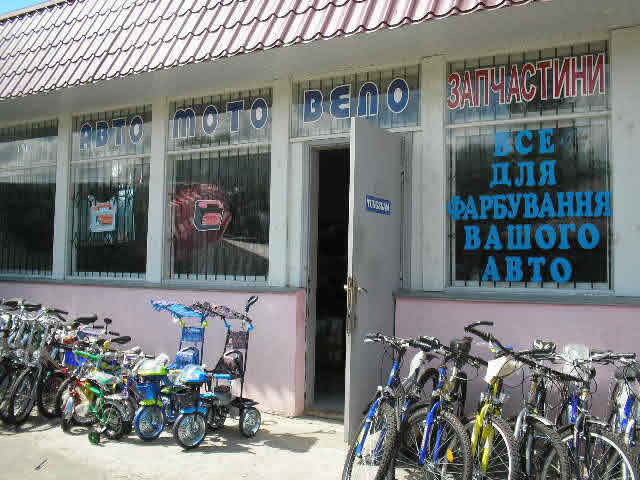 АВТО МОТО ВЕЛО
ЗАПЧАСТИНИ
ВСЕ
ДЛЯ
ФАРБУВАННЯ
ВАШОГО
АВТО